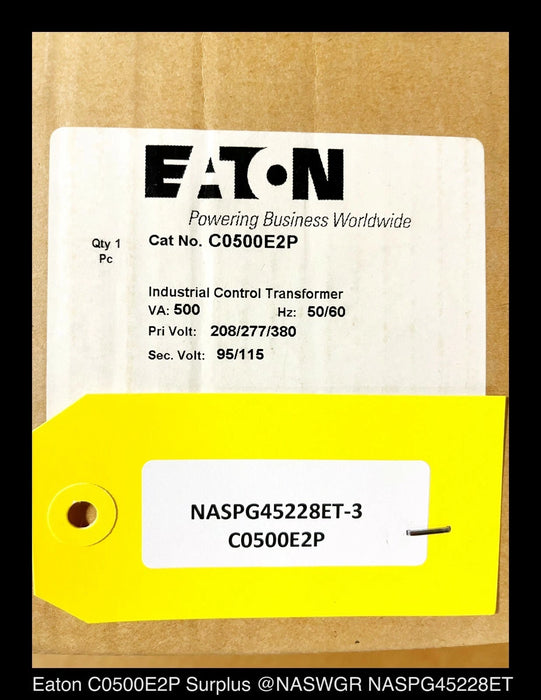 EATON
Powering Business Worldwide
Qty 1 Cat No. C0500E2P
Pc
Industrial Control Transformer
VA: 500 Hz: 50/60
Pri Volt: 208/277/380
Sec. Volt: 95/115
NASPG45228ET-3
C0500E2P
Eaton C0500E2P Surplus @NASWGR NASPG45228ET